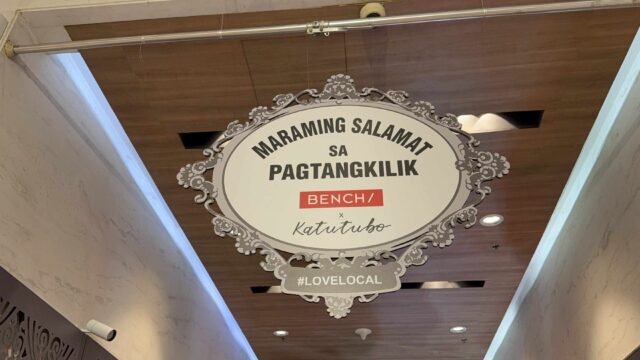 MARAMING SALAMAT
SA
PAGTANGKILIK
BENCH/
x
Katutubo
#LOVELOCAL